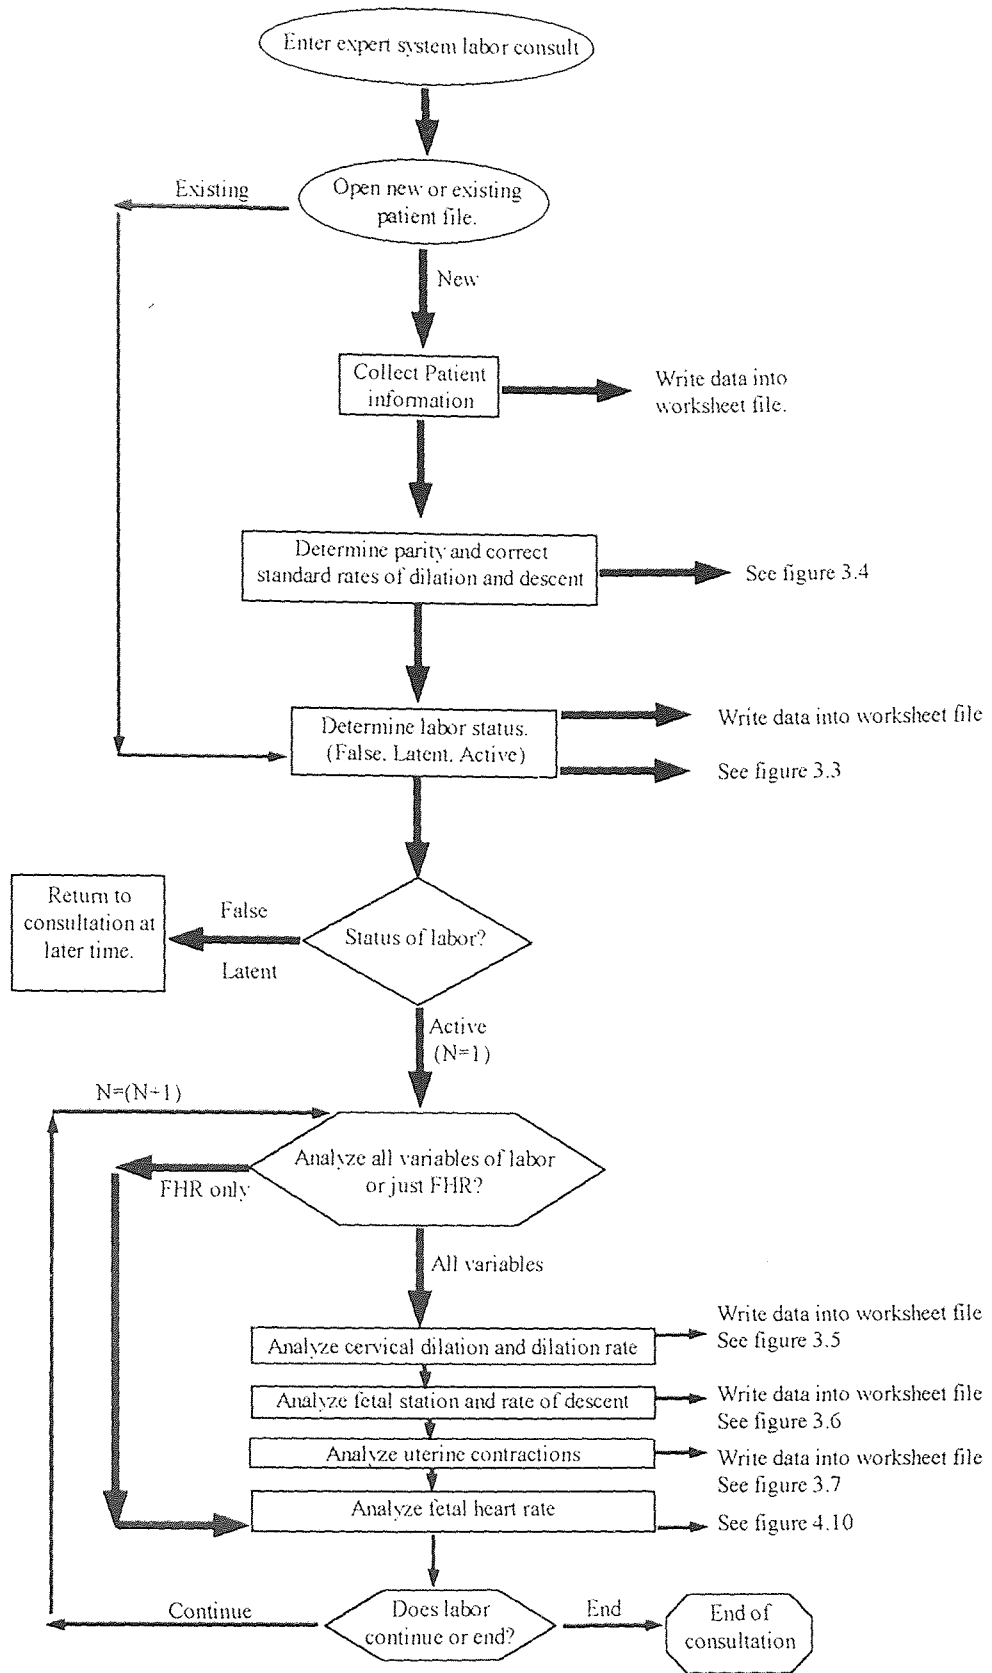 Enter expert system labor consult
Existing
Open new or existing
patient file.
New
Collect Patient
information
Write data into
worksheet file.
Determine parity and correct
standard rates of dilation and descent
See figure 3.4
Determine labor status.
(False, Latent, Active)
Write data into worksheet file
See figure 3.3
Return to
consultation at
later time.
False
Latent
Status of labor?
Active
(N=1)
N=(N+1)
Analyze all variables of labor
or just FHR?
FHR only
All variables
Analyze cervical dilation and dilation rate
Write data into worksheet file
See figure 3.5
Analyze fetal station and rate of descent
Write data into worksheet file
See figure 3.6
Analyze uterine contractions
Write data into worksheet file
See figure 3.7
Analyze fetal heart rate
See figure 4.10
Continue
Does labor
continue or end?
End
End of
consultation